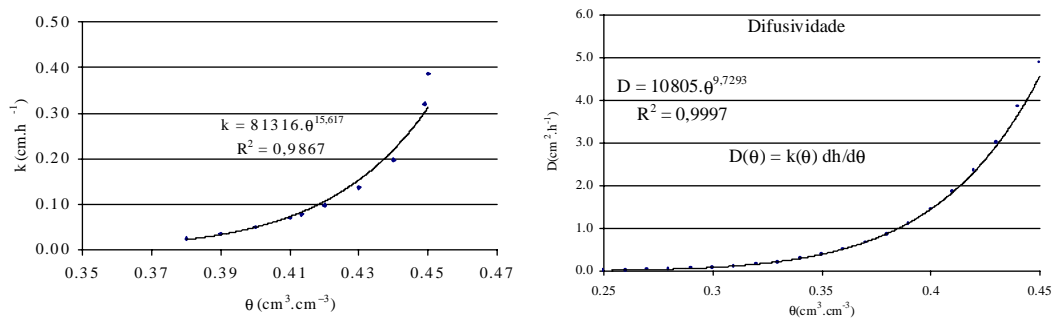 0.50
0.40
0.30
0.20
0.10
0.00
k (cm.h⁻¹)
k = 81316.θ¹⁵,⁶¹⁷
R² = 0,9867
0.35 0.37 0.39 0.41 0.43 0.45 0.47
θ (cm³.cm⁻³)
Difusividade
6.0
5.0
4.0
3.0
2.0
1.0
0.0
D(cm².h⁻¹)
D = 10805.θ⁹,⁷²⁹³
R² = 0,9997
D(θ) = k(θ) dh/dθ
0.25 0.3 0.35 0.4 0.45
θ(cm³.cm⁻³)